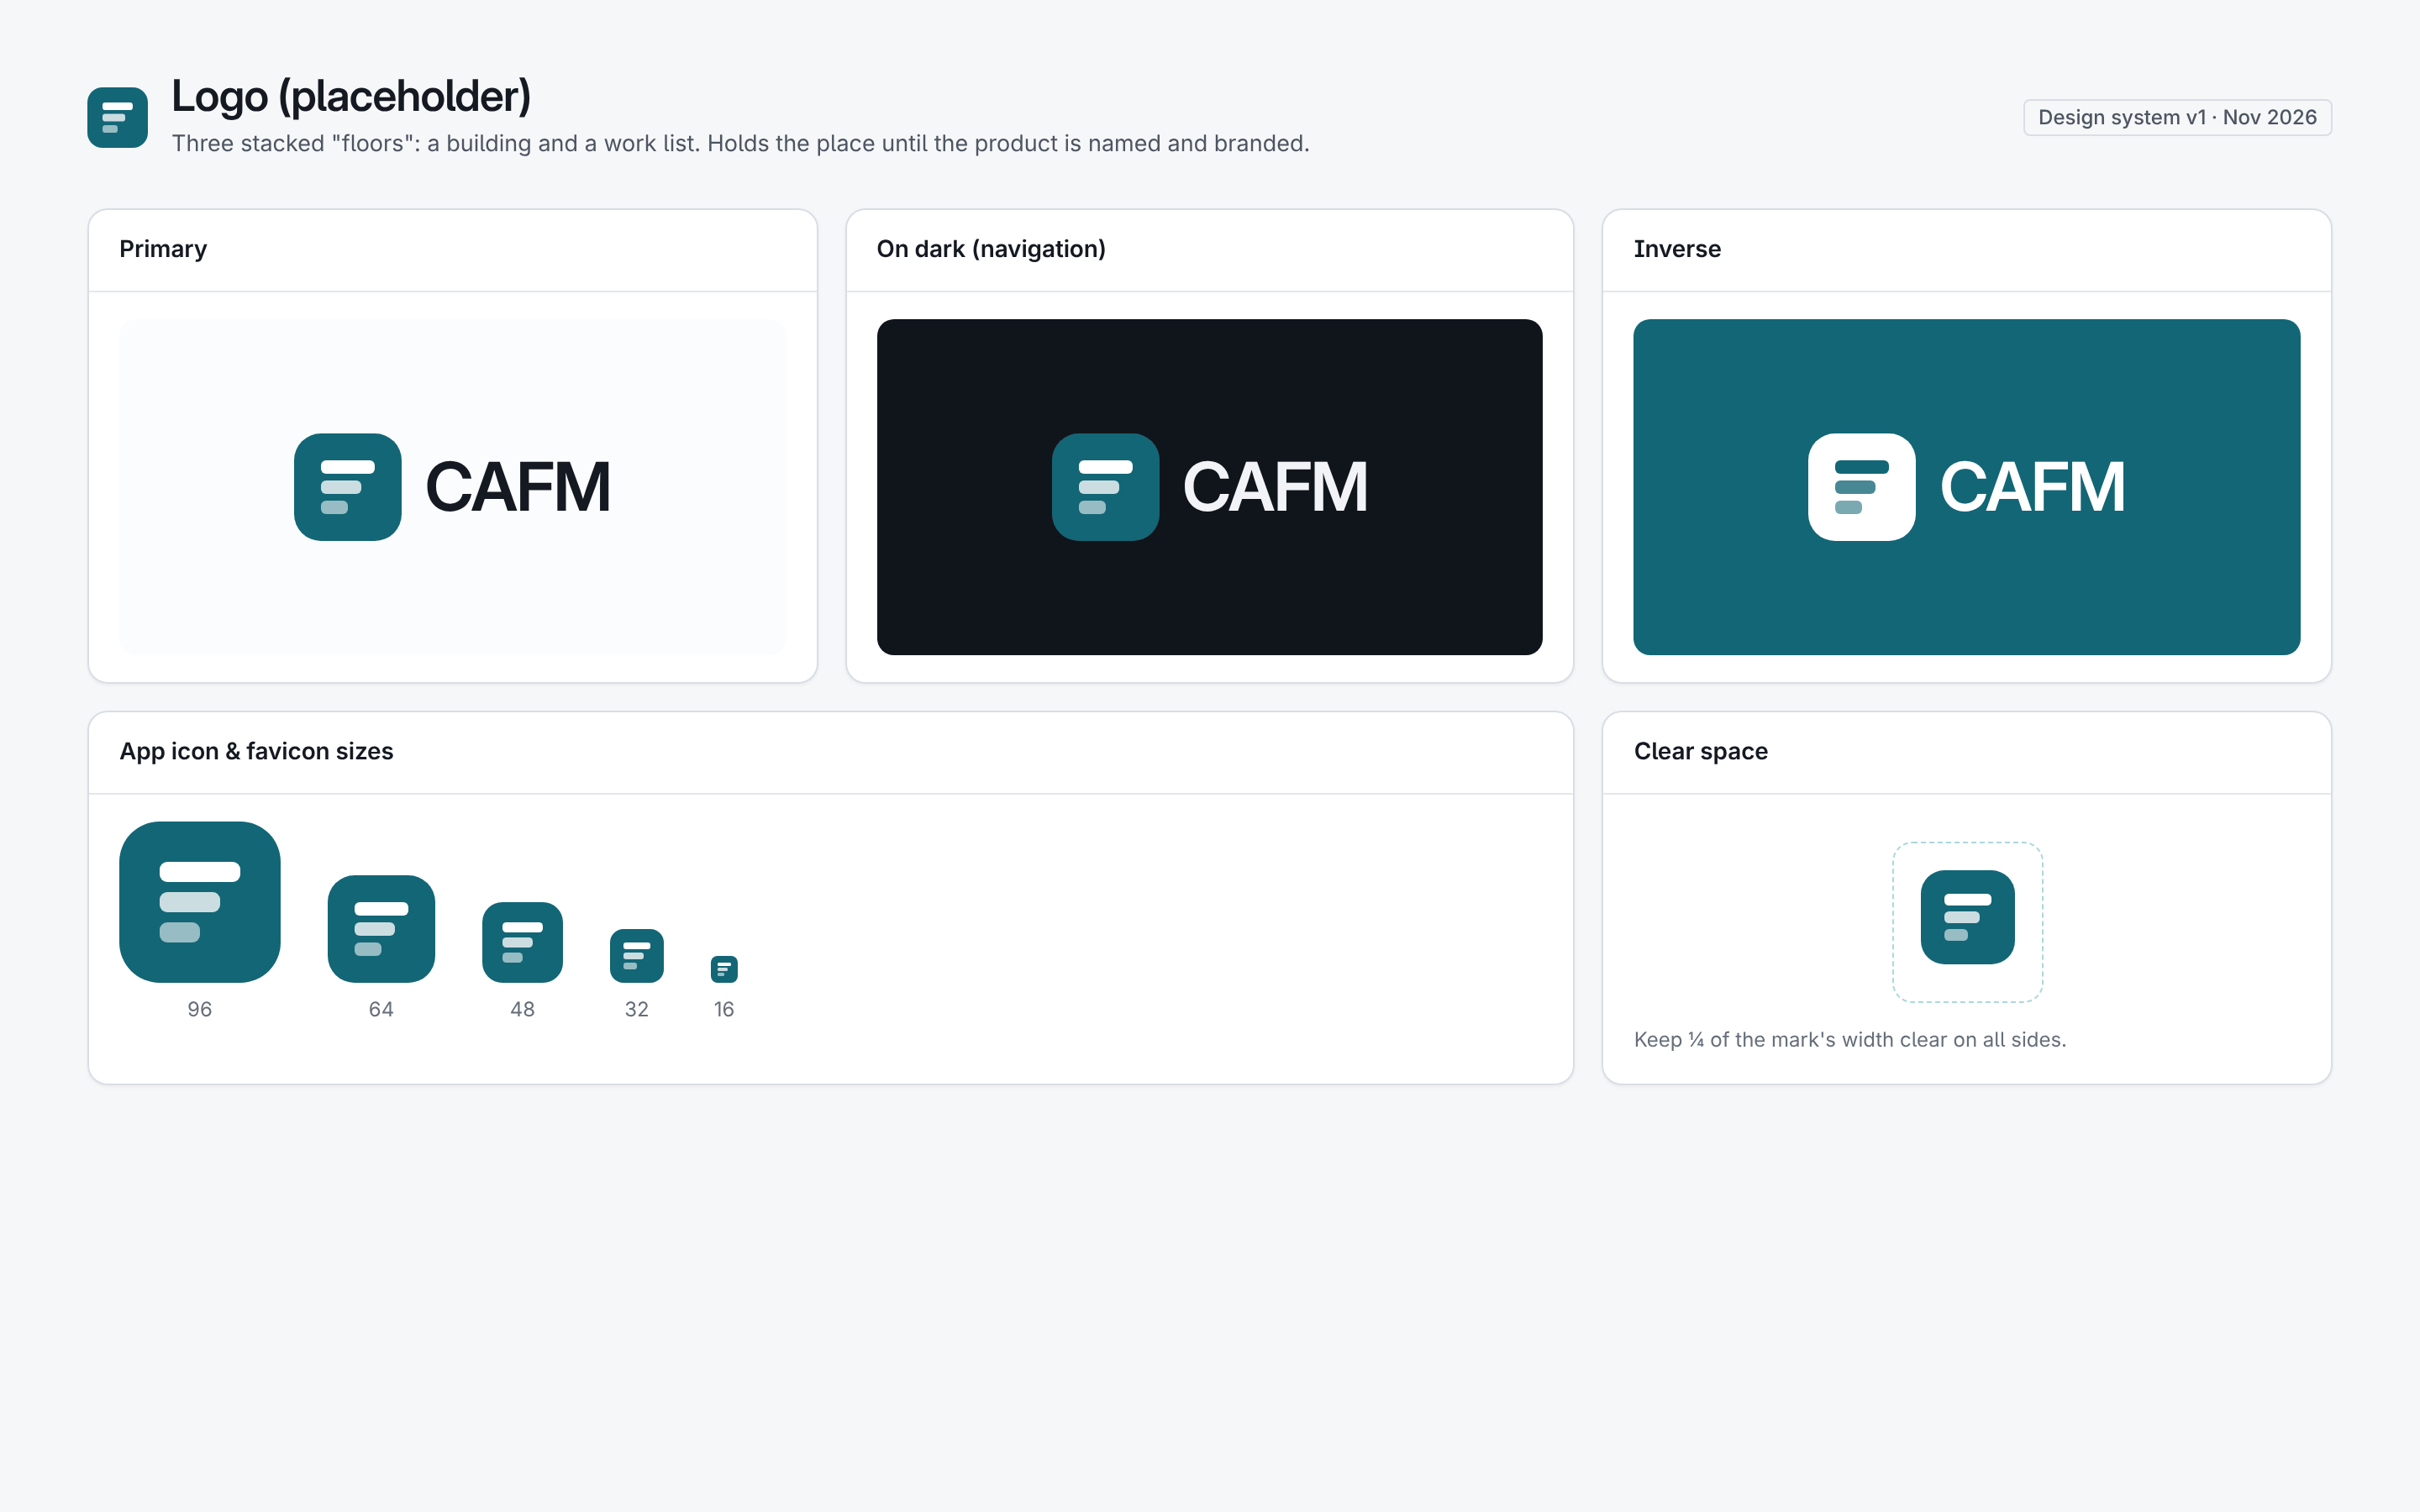 Logo (placeholder)
Three stacked "floors": a building and a work list. Holds the place until the product is named and branded.
Design system v1 · Nov 2026
Primary
On dark (navigation)
Inverse
CAFM
CAFM
CAFM
App icon & favicon sizes
Clear space
96
64
48
32
16
Keep ¼ of the mark's width clear on all sides.